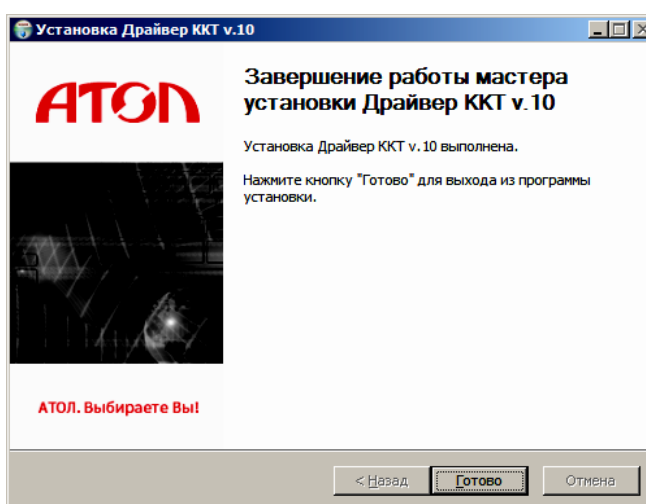 Установка Драйвер ККТ v.10
АТОЛ
Завершение работы мастера
установки Драйвер ККТ v.10
Установка Драйвер ККТ v.10 выполнена.
Нажмите кнопку "Готово" для выхода из программы
установки.
АТОЛ. Выбираете Вы!
< Назад
Готово
Отмена